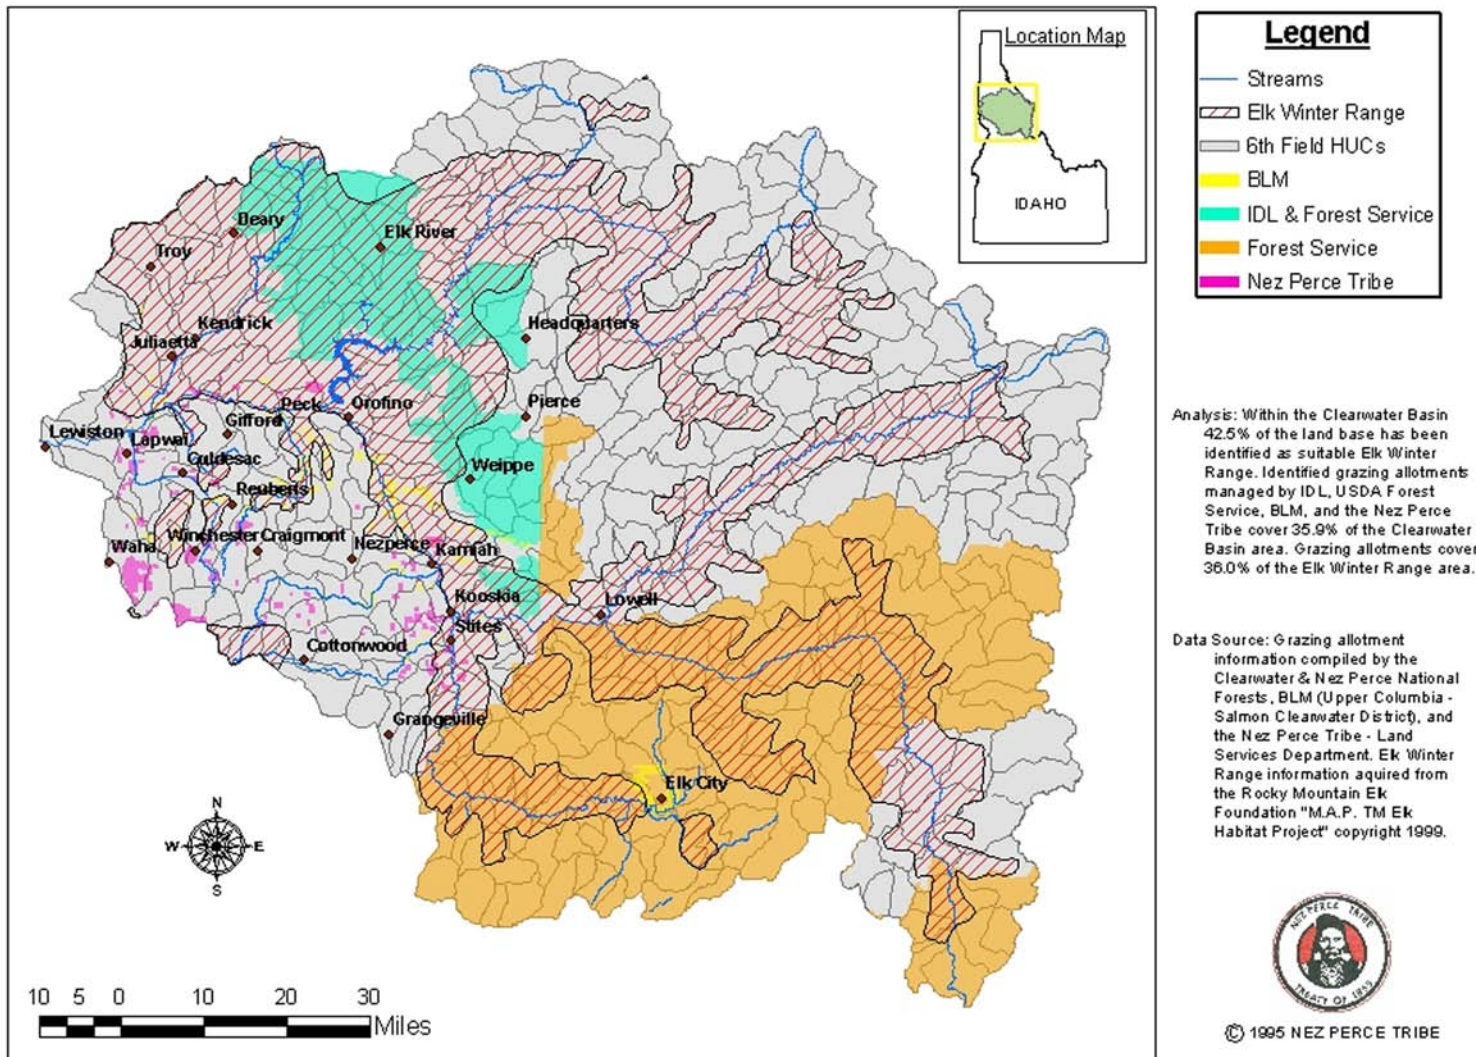 Location Map
IDAHO
Legend
Streams
Elk Winter Range
6th Field HUCs
BLM
IDL & Forest Service
Forest Service
Nez Perce Tribe
Deary
Elk River
Troy
Kendrick
Headquarters
Juliaetta
Peck
Orofino
Pierce
Gifford
Lewiston
Lapwai
Culdesac
Weippe
Reubens
Winchester
Craigmont
Nezperce
Kamiah
Waha
Kooskia
Lowell
Stites
Cottonwood
Grangeville
Elk City
N
W
E
S
10 5 0 10 20 30
Miles
Analysis: Within the Clearwater Basin
42.5% of the land base has been
identified as suitable Elk Winter
Range. Identified grazing allotments
managed by IDL, USDA Forest
Service, BLM, and the Nez Perce
Tribe cover 35.9% of the Clearwater
Basin area. Grazing allotments cover
36.0% of the Elk Winter Range area.
Data Source: Grazing allotment
information compiled by the
Clearwater & Nez Perce National
Forests, BLM (Upper Columbia -
Salmon Clearwater District), and
the Nez Perce Tribe - Land
Services Department. Elk Winter
Range information aquired from
the Rocky Mountain Elk
Foundation "M.A.P. TM Elk
Habitat Project" copyright 1999.
NEZ PERCE TRIBE
TREATY OF 1855
© 1995 NEZ PERCE TRIBE